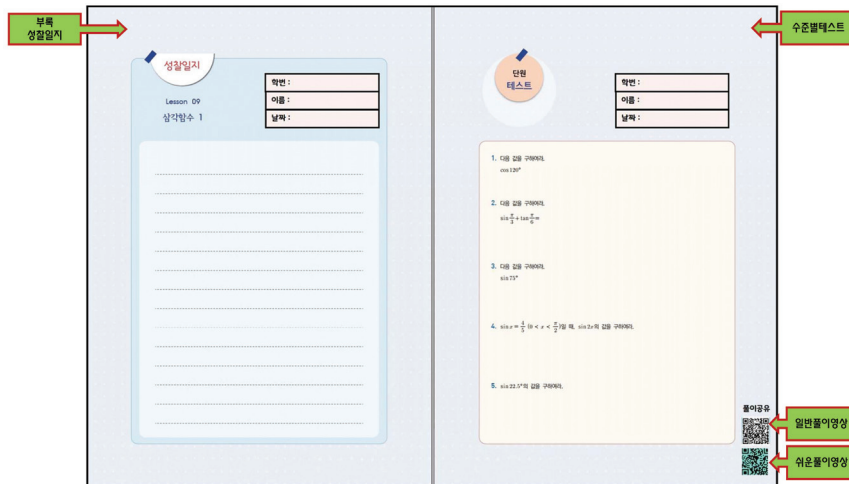 부록
성찰일지
성찰일지
Lesson 09
삼각함수 1
학번 :
이름 :
날짜 :
수준별테스트
단원
테스트
학번 :
이름 :
날짜 :
1. 다음 값을 구하여라.
cos 120°
2. 다음 값을 구하여라.
sin π/3 + tan π/6 =
3. 다음 값을 구하여라.
sin 75°
4. sin x = 4/5 (0 < x < π/2)일 때, sin 2x의 값을 구하여라.
5. sin 22.5°의 값을 구하여라.
풀이공유
일반풀이영상
쉬운풀이영상